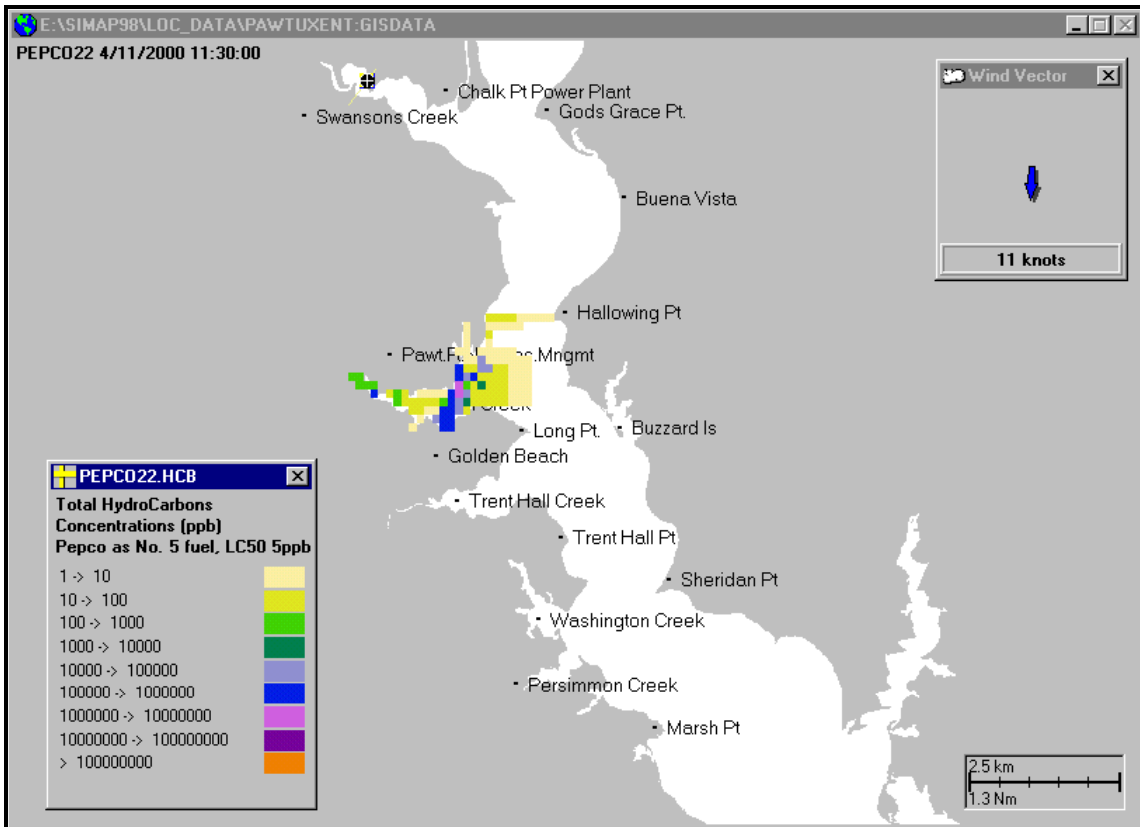 E:\SIMAP98\LOC_DATA\PAWTUXENT:GISDATA
PEPCO22 4/11/2000 11:30:00
Wind Vector
11 knots
Chalk Pt Power Plant
Gods Grace Pt.
Swansons Creek
Buena Vista
Hallowing Pt
Mngmt
Long Pt.
Buzzard Is
Golden Beach
Trent Hall Creek
Trent Hall Pt
Sheridan Pt
Washington Creek
Persimmon Creek
Marsh Pt
PEPCO22.HCB
Total HydroCarbons
Concentrations (ppb)
Pepco as No. 5 fuel, LC50 5ppb
1 -> 10
10 -> 100
100 -> 1000
1000 -> 10000
10000 -> 100000
100000 -> 1000000
1000000 -> 10000000
10000000 -> 100000000
> 100000000
2.5 km
1.3 Nm